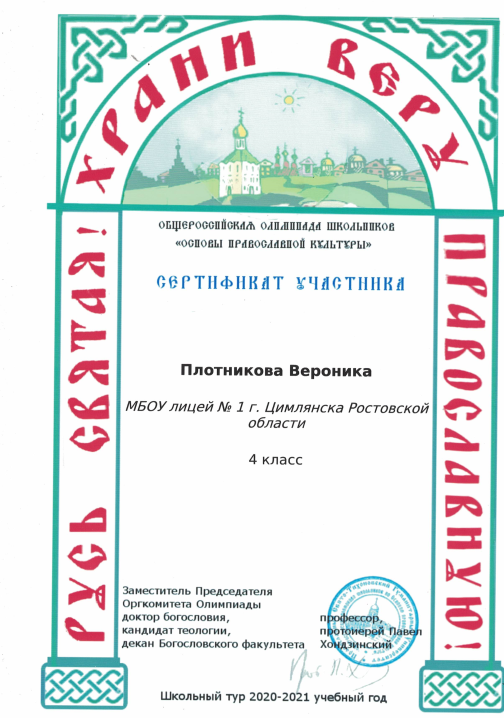 РУСЬ СВЯТАЯ!
ХРАНИ ВЕРУ
ПРАВОСЛАВНУЮ!
ОБЩЕРОССИЙСКАЯ ОЛИМПИАДА ШКОЛЬНИКОВ
«ОСНОВЫ ПРАВОСЛАВНОЙ КУЛЬТУРЫ»
СЕРТИФИКАТ УЧАСТНИКА
Плотникова Вероника
МБОУ лицей № 1 г. Цимлянска Ростовской
области
4 класс
Заместитель Председателя
Оргкомитета Олимпиады
доктор богословия,
кандидат теологии,
декан Богословского факультета
профессор,
протоиерей Павел
Хондзинский
Школьный тур 2020-2021 учебный год